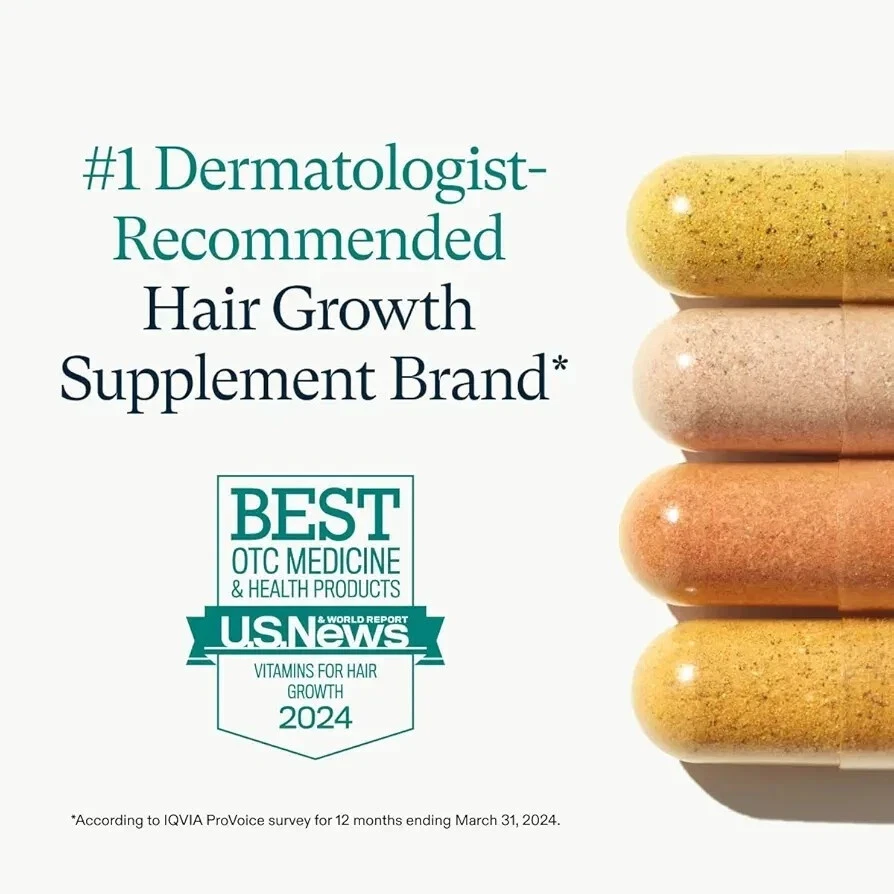 #1 Dermatologist-
Recommended
Hair Growth
Supplement Brand*
BEST
OTC MEDICINE
& HEALTH PRODUCTS
U.S.News
& WORLD REPORT
VITAMINS FOR HAIR
GROWTH
2024
*According to IQVIA ProVoice survey for 12 months ending March 31, 2024.